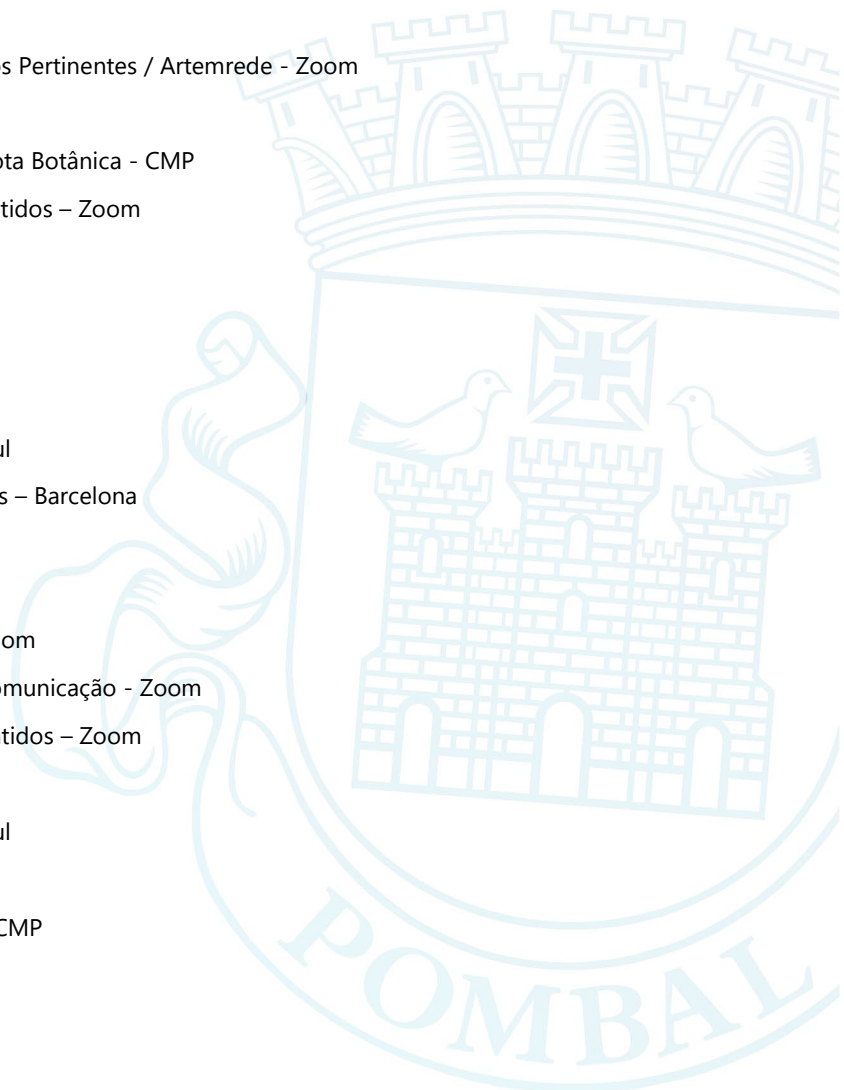 s Pertinentes / Artemrede - Zoom
ota Botânica - CMP
tidos – Zoom
ul
s – Barcelona
om
omunicação - Zoom
tidos – Zoom
ul
CMP
POMBAL